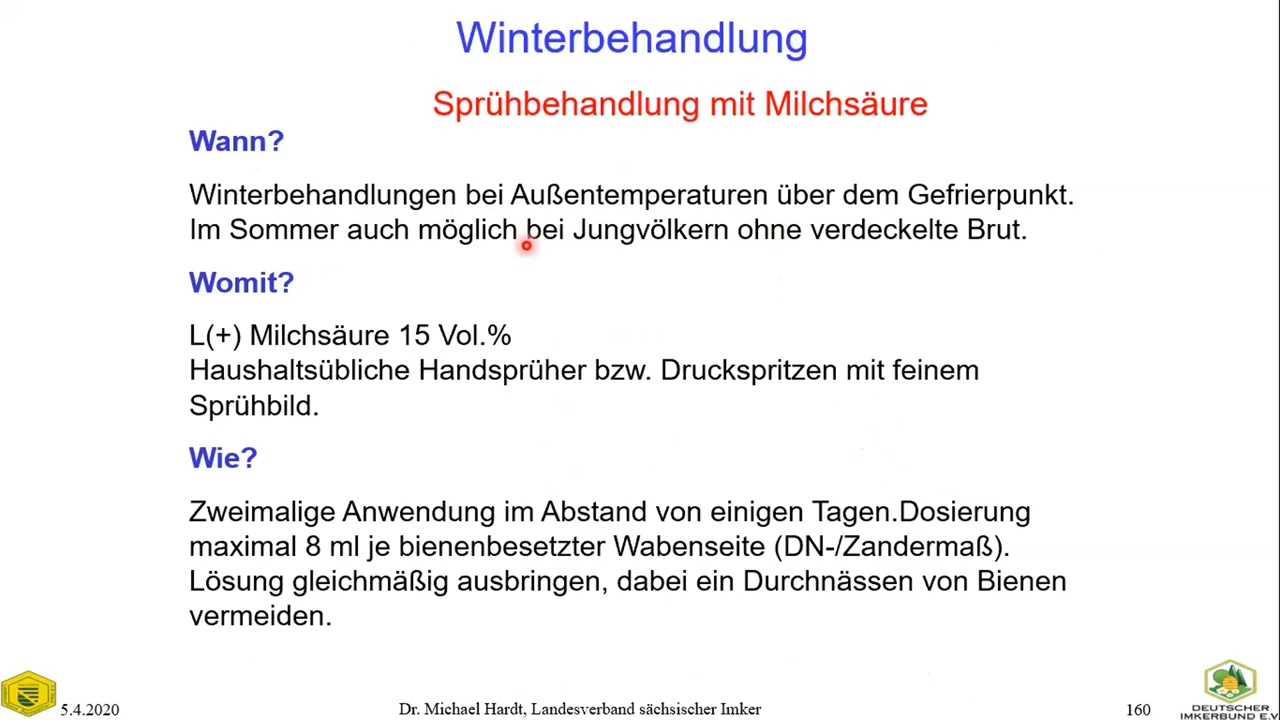 Winterbehandlung
Sprühbehandlung mit Milchsäure
Wann?
Winterbehandlungen bei Außentemperaturen über dem Gefrierpunkt.
Im Sommer auch möglich bei Jungvölkern ohne verdeckelte Brut.
Womit?
L(+) Milchsäure 15 Vol.%
Haushaltsübliche Handsprüher bzw. Druckspritzen mit feinem
Sprühbild.
Wie?
Zweimalige Anwendung im Abstand von einigen Tagen.Dosierung
maximal 8 ml je bienenbesetzter Wabenseite (DN-/Zandermaß).
Lösung gleichmäßig ausbringen, dabei ein Durchnässen von Bienen
vermeiden.
5.4.2020
Dr. Michael Hardt, Landesverband sächsischer Imker
160
DEUTSCHER
IMKERBUND E.V